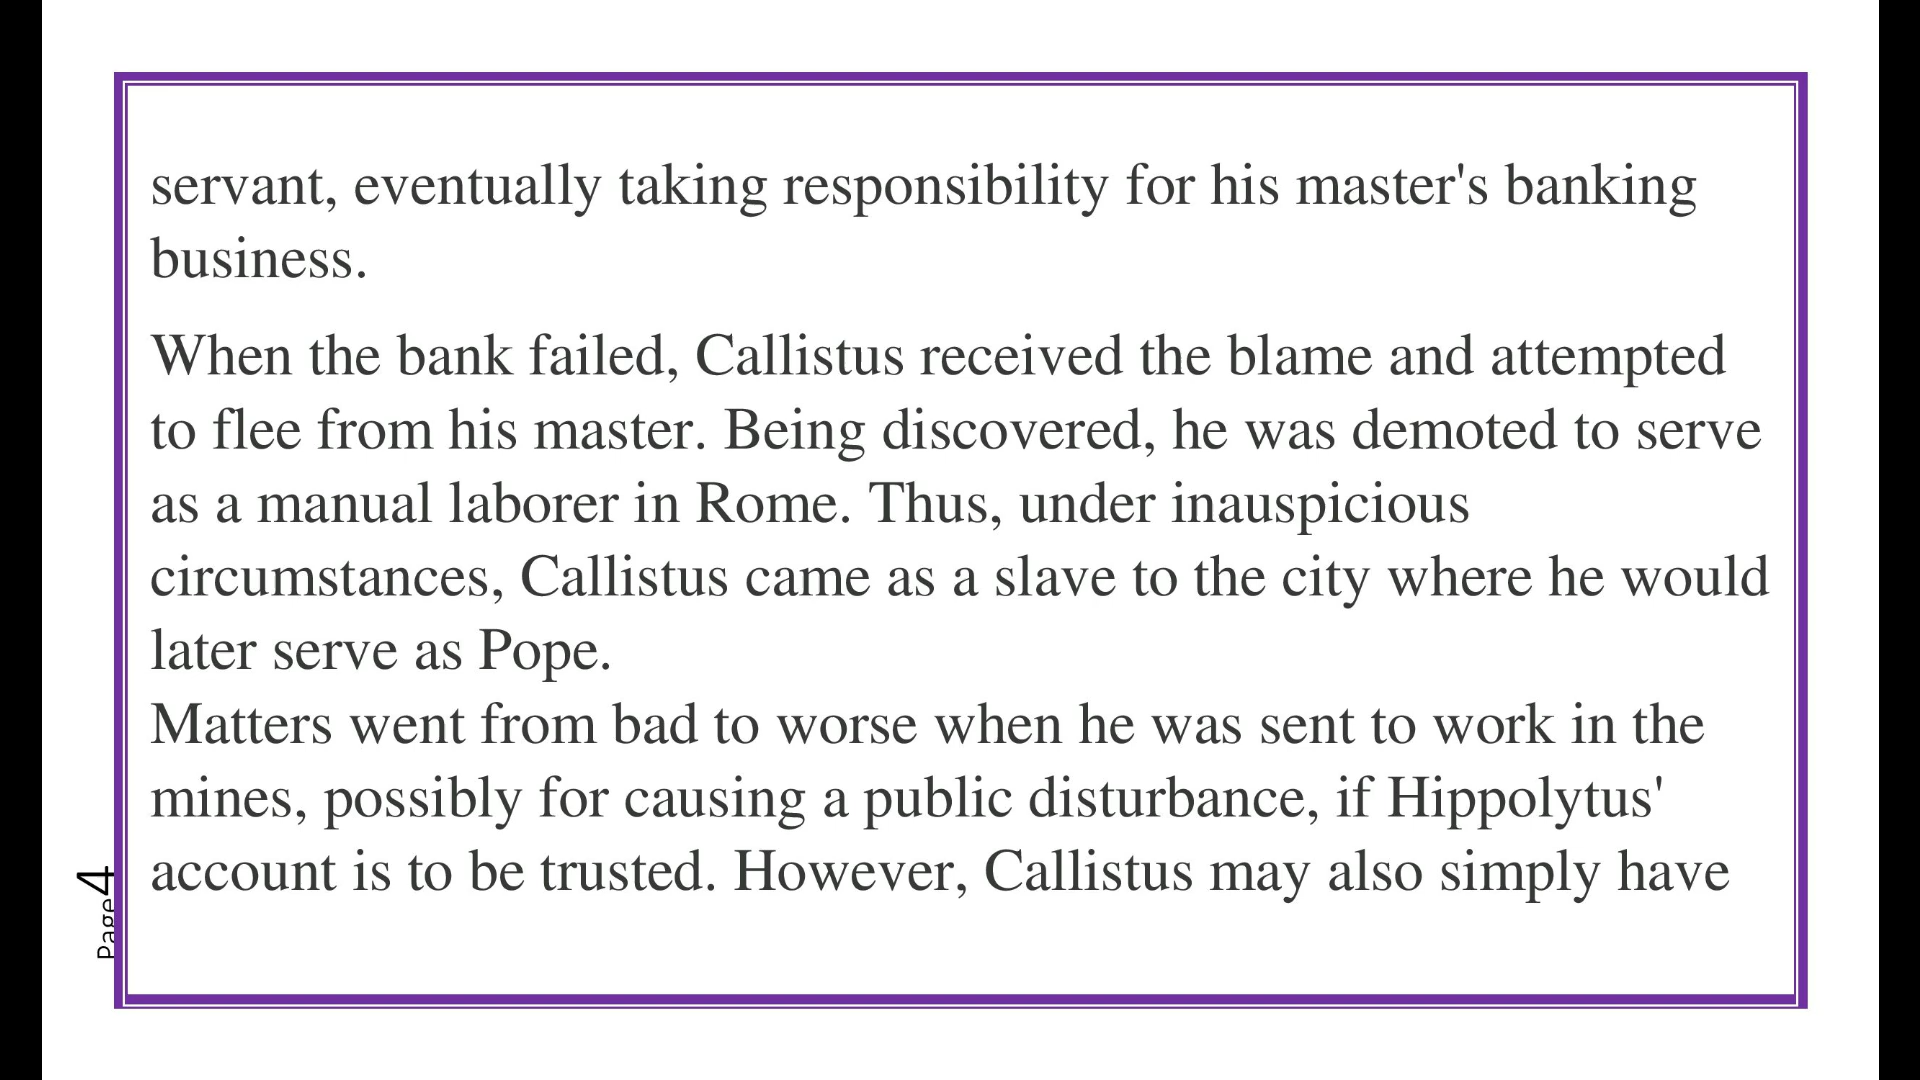 servant, eventually taking responsibility for his master's banking
business.
When the bank failed, Callistus received the blame and attempted
to flee from his master. Being discovered, he was demoted to serve
as a manual laborer in Rome. Thus, under inauspicious
circumstances, Callistus came as a slave to the city where he would
later serve as Pope.
Matters went from bad to worse when he was sent to work in the
mines, possibly for causing a public disturbance, if Hippolytus'
account is to be trusted. However, Callistus may also simply have
Page4